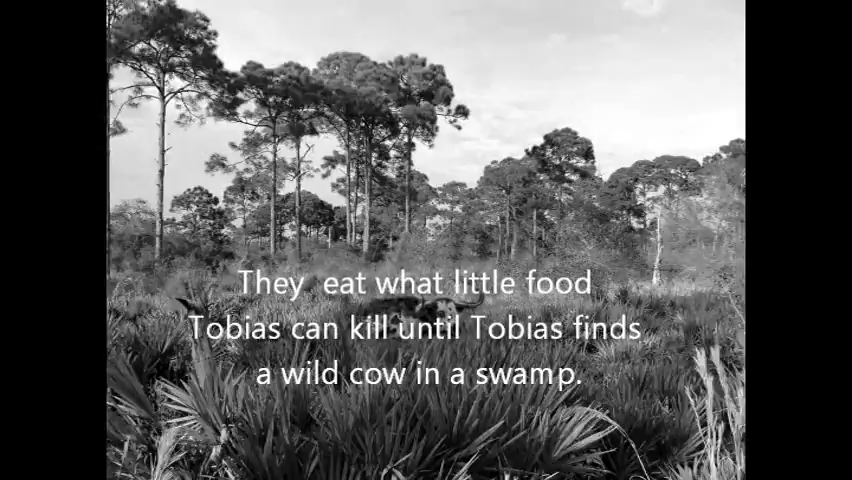 They  eat what little food
Tobias can kill until Tobias finds
a wild cow in a swamp.